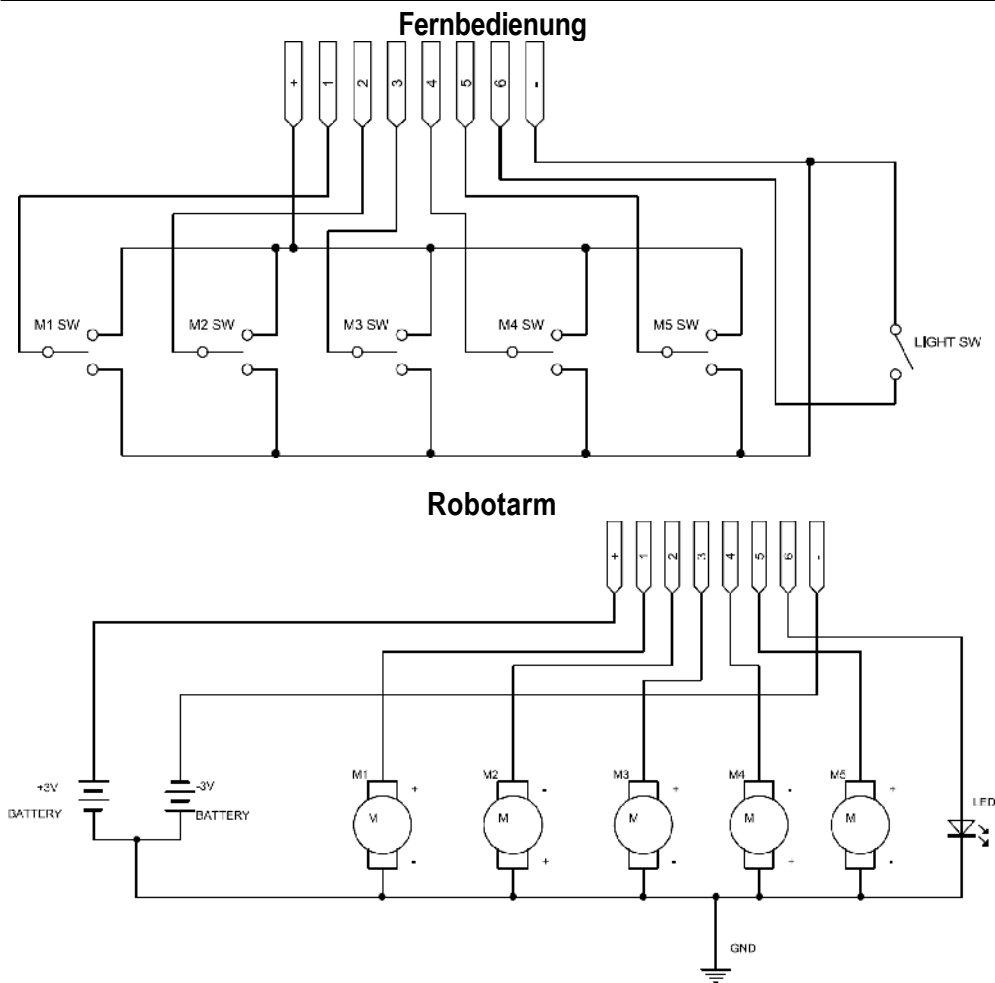 Fernbedienung
+ 1 2 3 4 5 6 -
M1 SW M2 SW M3 SW M4 SW M5 SW
LIGHT SW
Robotarm
+ 1 2 3 4 5 6 -
M1 M2 M3 M4 M5
+3V -3V + - + - +
LED
BATTERY BATTERY M M M M M
- + - + -
GND